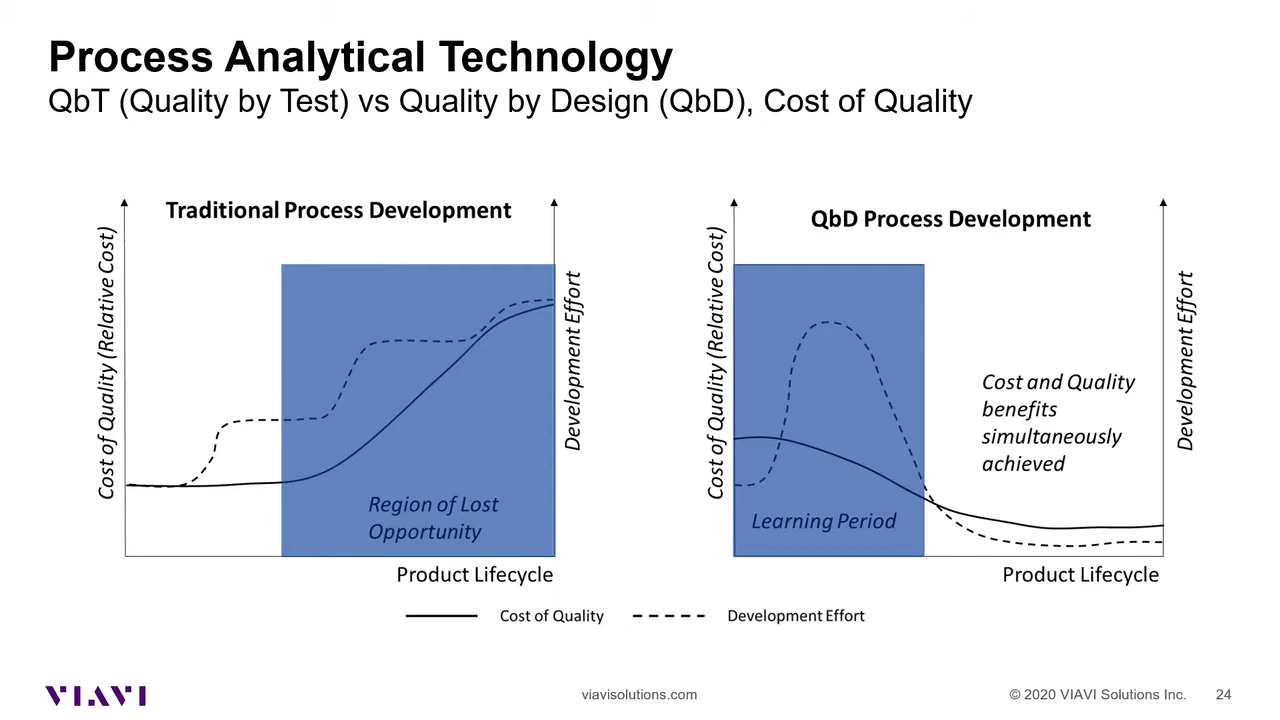 Process Analytical Technology
QbT (Quality by Test) vs Quality by Design (QbD), Cost of Quality
Traditional Process Development
Cost of Quality (Relative Cost)
Development Effort
Region of Lost
Opportunity
Product Lifecycle
QbD Process Development
Cost of Quality (Relative Cost)
Development Effort
Cost and Quality
benefits
simultaneously
achieved
Learning Period
Product Lifecycle
Cost of Quality
Development Effort
VIAVI
viavisolutions.com
© 2020 VIAVI Solutions Inc.
24